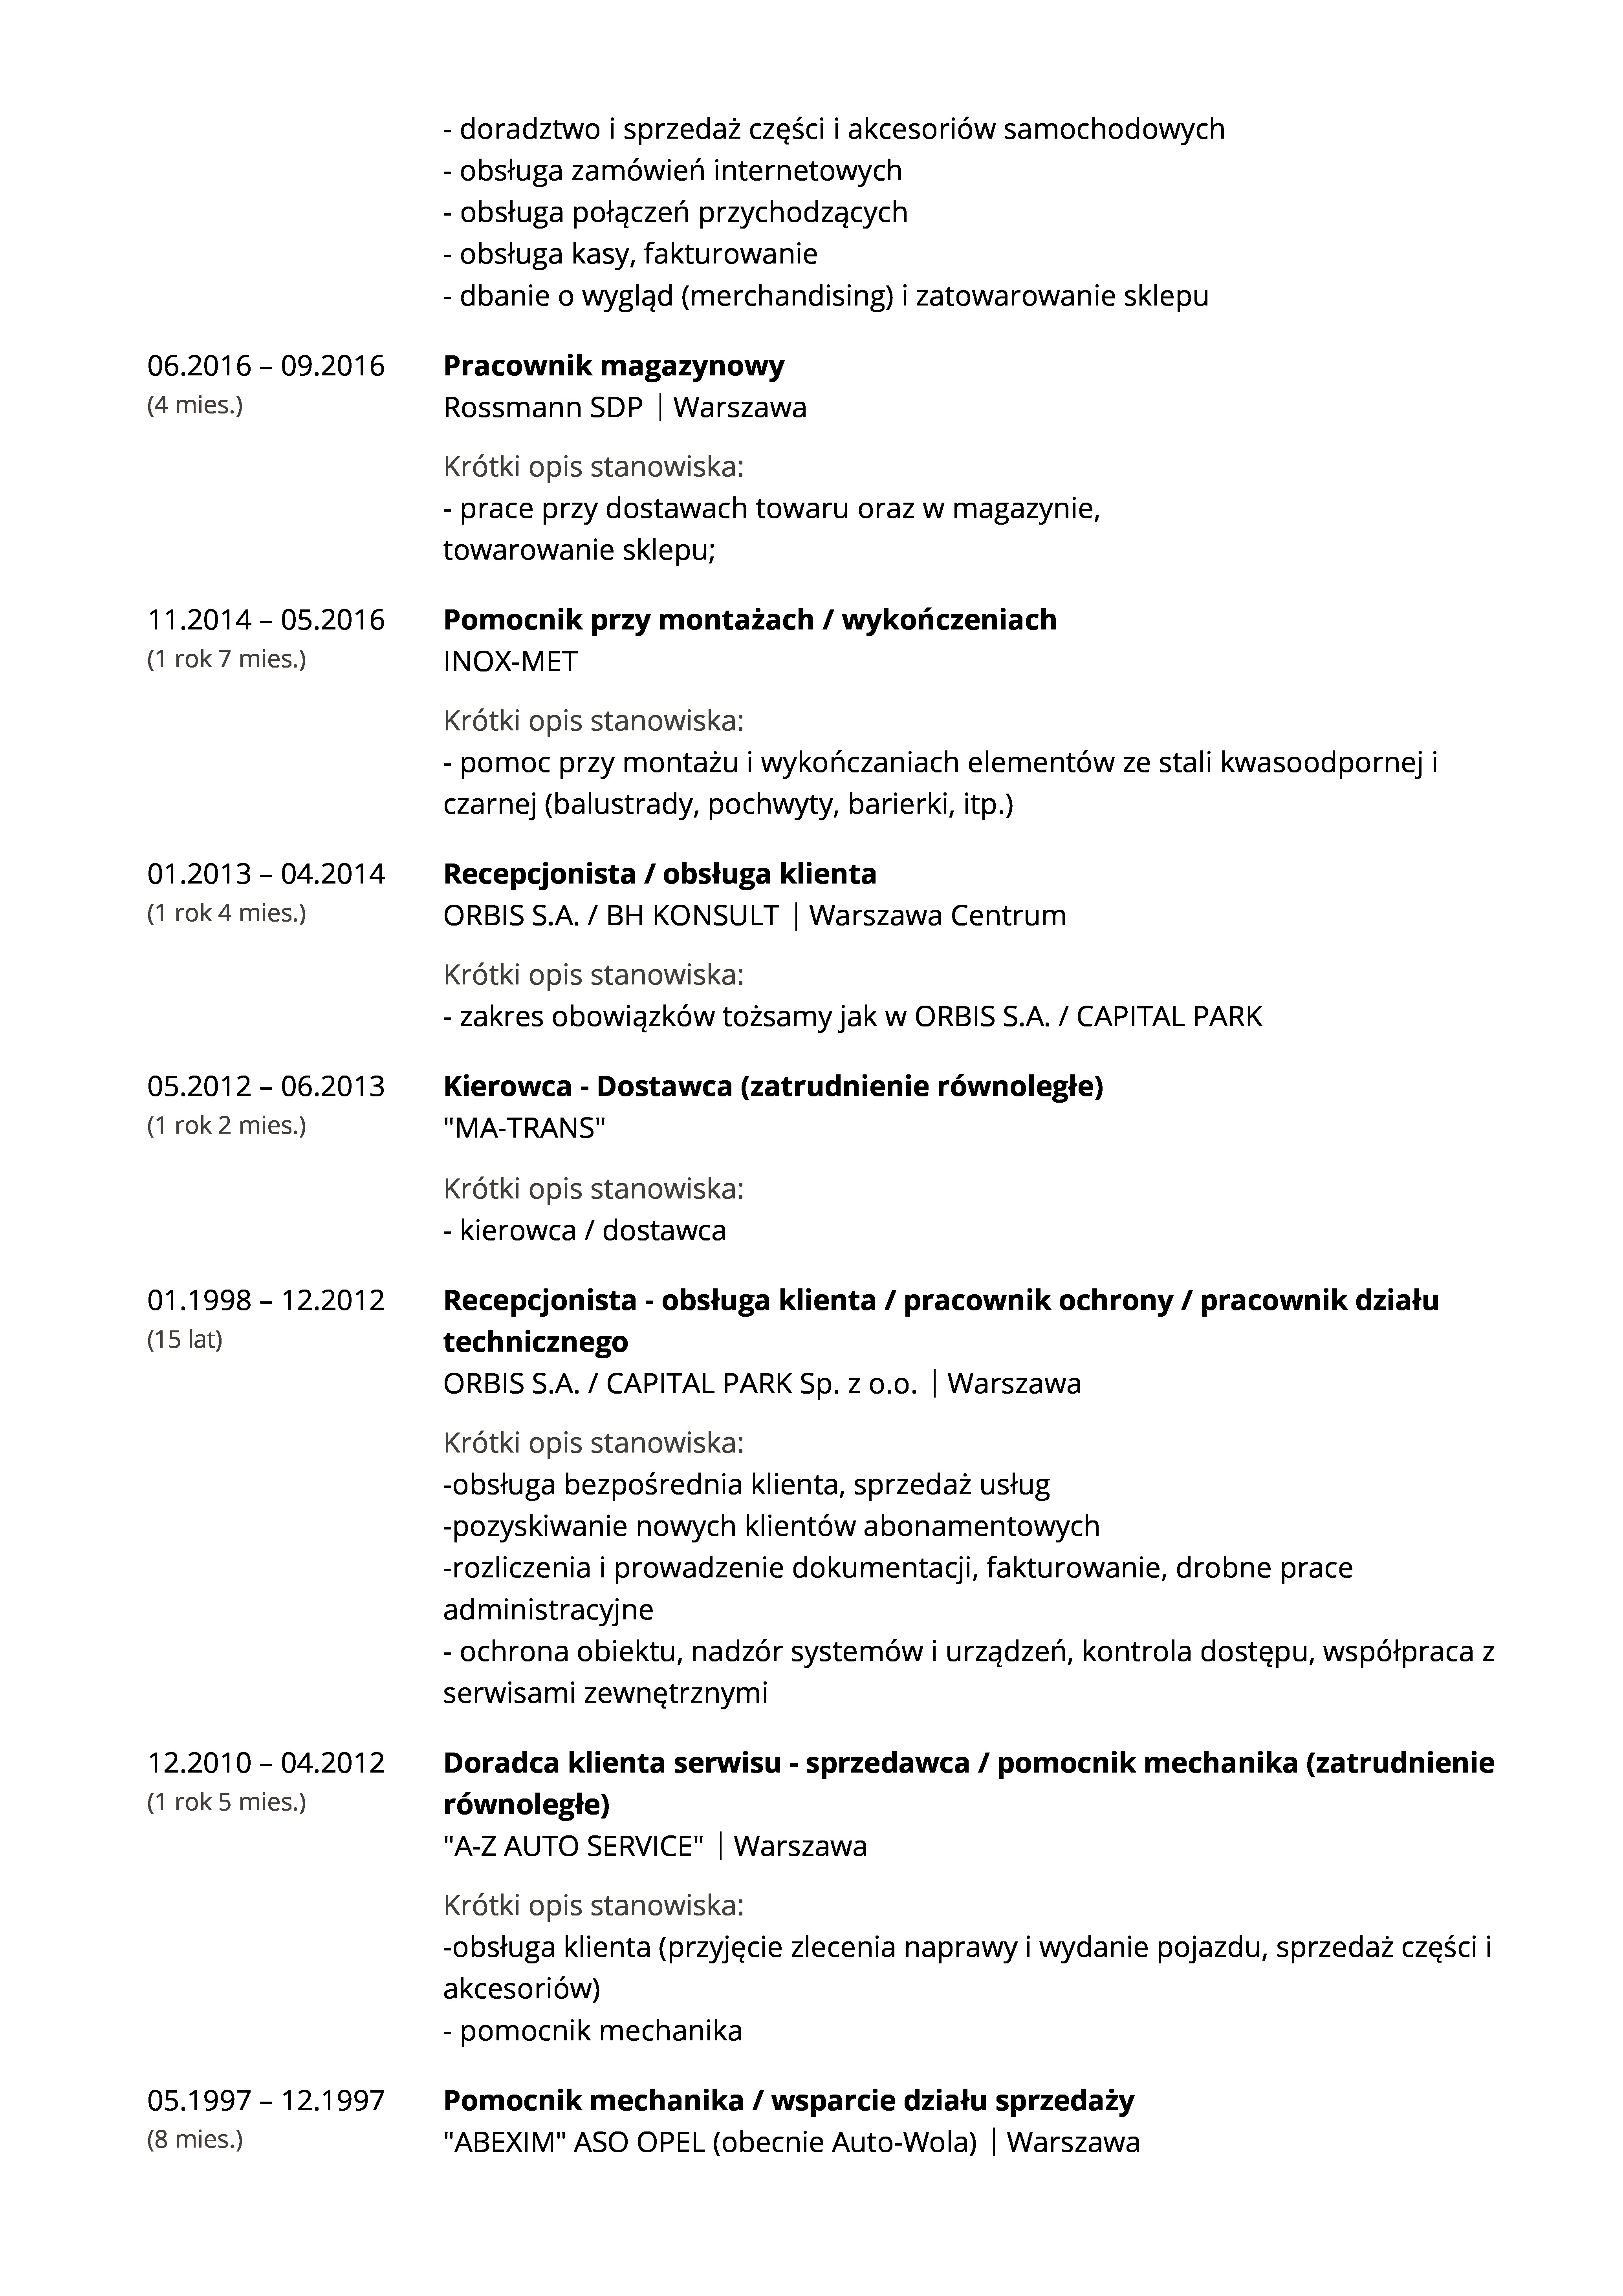 - doradztwo i sprzedaż części i akcesoriów samochodowych
- obsługa zamówień internetowych
- obsługa połączeń przychodzących
- obsługa kasy, fakturowanie
- dbanie o wygląd (merchandising) i zatowarowanie sklepu
06.2016 – 09.2016 Pracownik magazynowy
(4 mies.) Rossmann SDP | Warszawa
Krótki opis stanowiska:
- prace przy dostawach towaru oraz w magazynie,
towarowanie sklepu;
11.2014 – 05.2016 Pomocnik przy montażach / wykończeniach
(1 rok 7 mies.) INOX-MET
Krótki opis stanowiska:
- pomoc przy montażu i wykończaniach elementów ze stali kwasoodpornej i
czarnej (balustrady, pochwyty, barierki, itp.)
01.2013 – 04.2014 Recepcjonista / obsługa klienta
(1 rok 4 mies.) ORBIS S.A. / BH KONSULT | Warszawa Centrum
Krótki opis stanowiska:
- zakres obowiązków tożsamy jak w ORBIS S.A. / CAPITAL PARK
05.2012 – 06.2013 Kierowca - Dostawca (zatrudnienie równoległe)
(1 rok 2 mies.) "MA-TRANS"
Krótki opis stanowiska:
- kierowca / dostawca
01.1998 – 12.2012 Recepcjonista - obsługa klienta / pracownik ochrony / pracownik działu
(15 lat) technicznego
ORBIS S.A. / CAPITAL PARK Sp. z o.o. | Warszawa
Krótki opis stanowiska:
-obsługa bezpośrednia klienta, sprzedaż usług
-pozyskiwanie nowych klientów abonamentowych
-rozliczenia i prowadzenie dokumentacji, fakturowanie, drobne prace
administracyjne
- ochrona obiektu, nadzór systemów i urządzeń, kontrola dostępu, współpraca z
serwisami zewnętrznymi
12.2010 – 04.2012 Doradca klienta serwisu - sprzedawca / pomocnik mechanika (zatrudnienie
(1 rok 5 mies.) równoległe)
"A-Z AUTO SERVICE" | Warszawa
Krótki opis stanowiska:
-obsługa klienta (przyjęcie zlecenia naprawy i wydanie pojazdu, sprzedaż części i
akcesoriów)
- pomocnik mechanika
05.1997 – 12.1997 Pomocnik mechanika / wsparcie działu sprzedaży
(8 mies.) "ABEXIM" ASO OPEL (obecnie Auto-Wola) | Warszawa